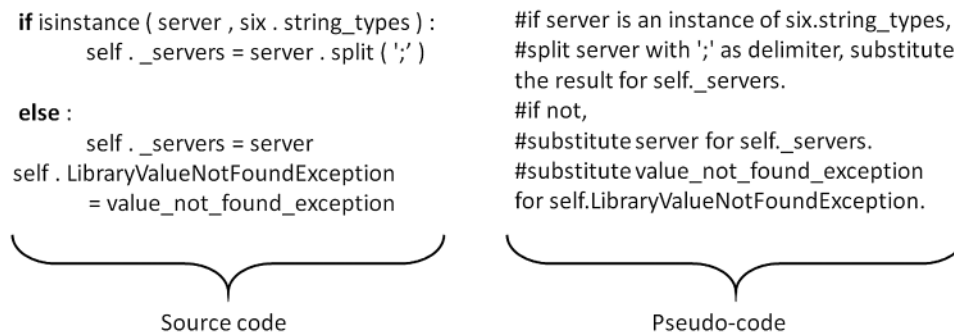 if isinstance ( server , six . string_types ) :
self . _servers = server . split ( ';’ )
else :
self . _servers = server
self . LibraryValueNotFoundException
= value_not_found_exception
Source code
#if server is an instance of six.string_types,
#split server with ';' as delimiter, substitute
the result for self._servers.
#if not,
#substitute server for self._servers.
#substitute value_not_found_exception
for self.LibraryValueNotFoundException.
Pseudo-code